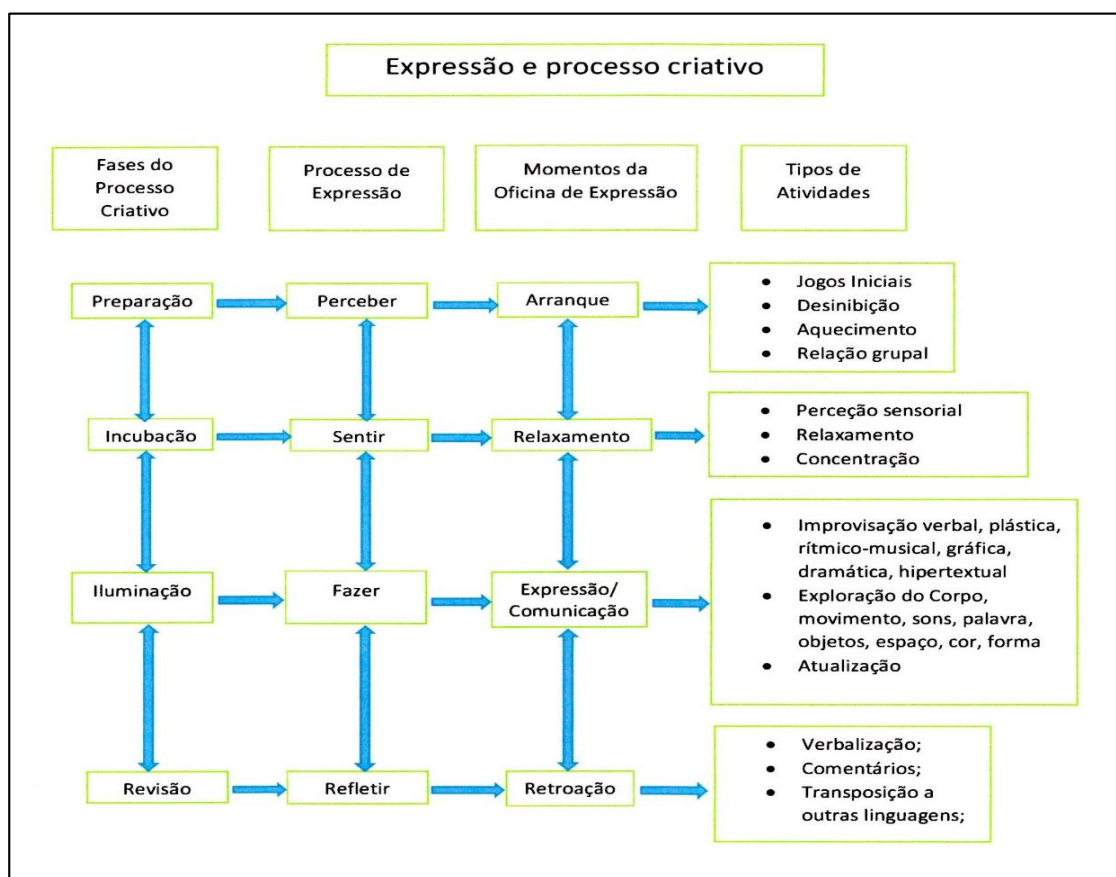 Expressão e processo criativo
Fases do
Processo
Criativo
Processo de
Expressão
Momentos da
Oficina de Expressão
Tipos de
Atividades
Preparação
Perceber
Arranque
• Jogos Iniciais
• Desinibição
• Aquecimento
• Relação grupal
Incubação
Sentir
Relaxamento
• Perceção sensorial
• Relaxamento
• Concentração
Iluminação
Fazer
Expressão/
Comunicação
• Improvisação verbal, plástica,
rítmico-musical, gráfica,
dramática, hipertextual
• Exploração do Corpo,
movimento, sons, palavra,
objetos, espaço, cor, forma
• Atualização
Revisão
Refletir
Retroação
• Verbalização;
• Comentários;
• Transposição a
outras linguagens;